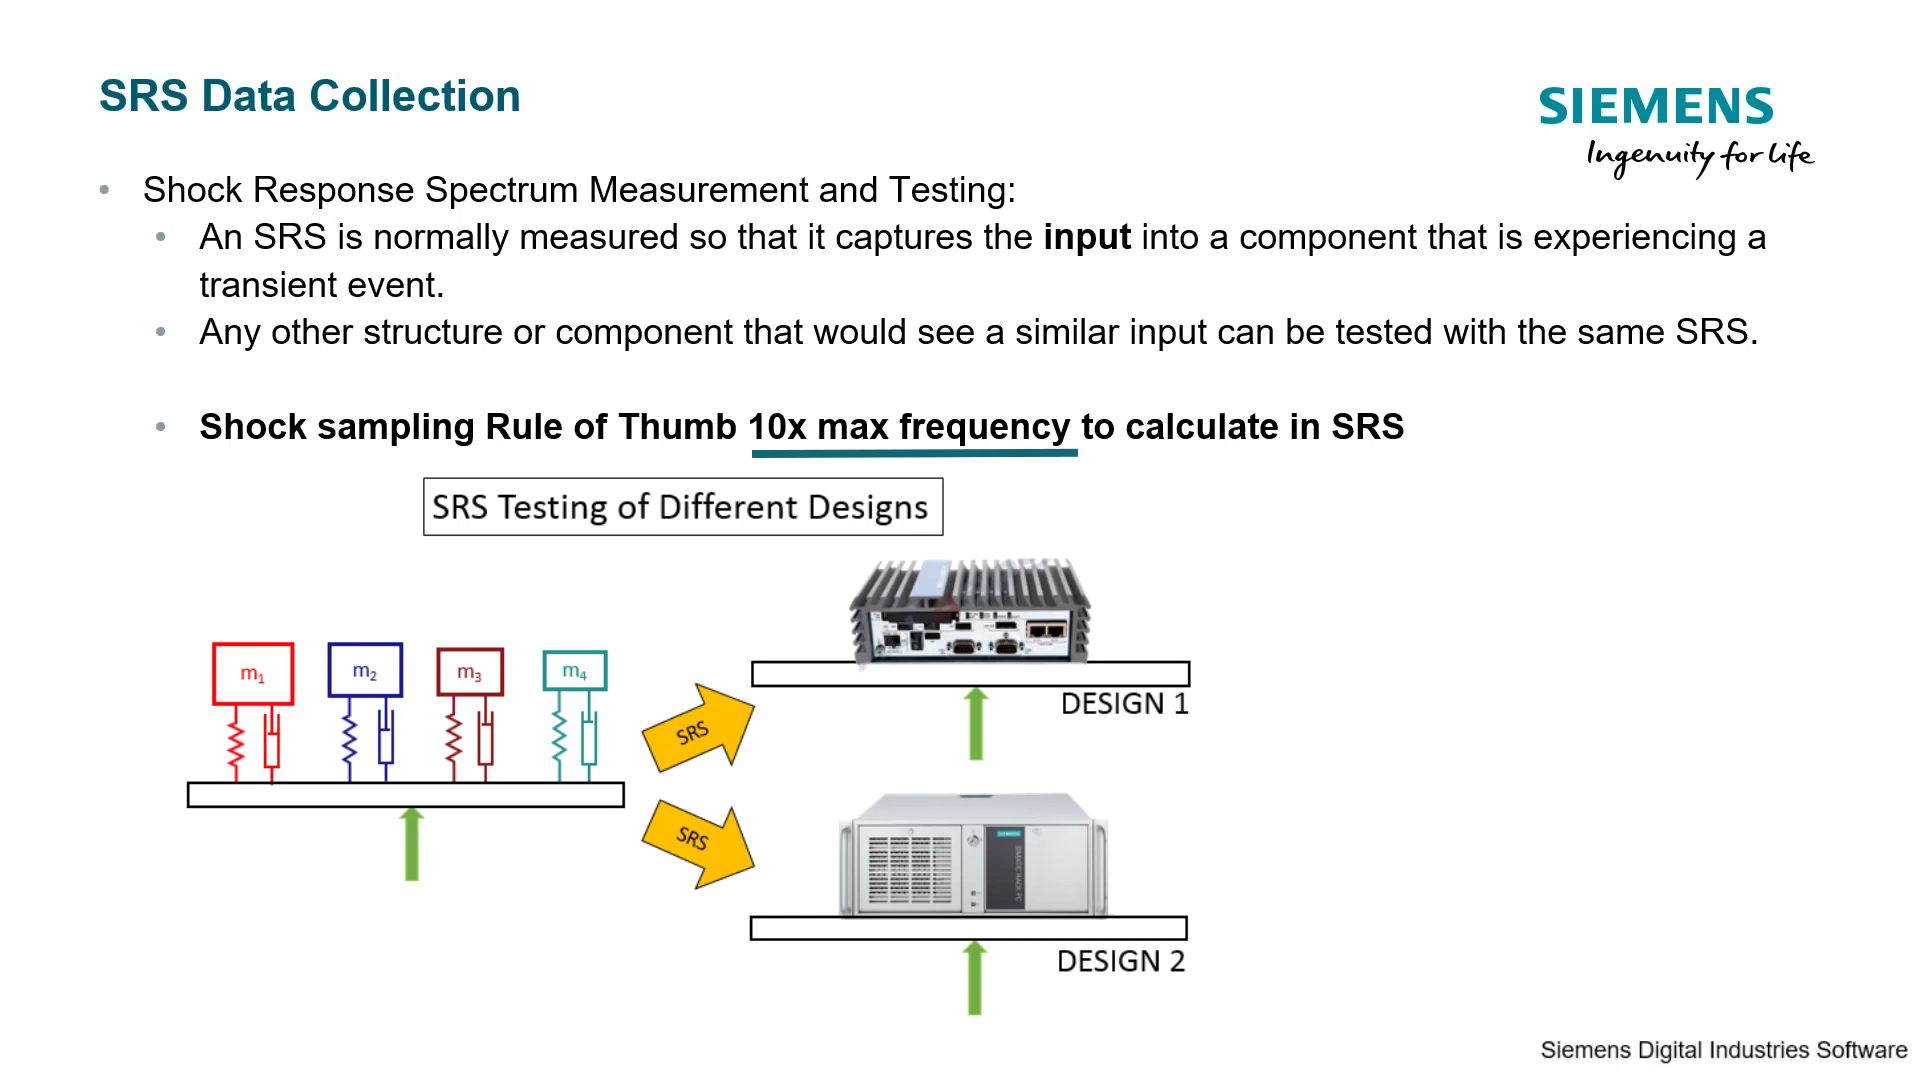 SRS Data Collection
SIEMENS
Ingenuity for life
• Shock Response Spectrum Measurement and Testing:
• An SRS is normally measured so that it captures the input into a component that is experiencing a
transient event.
• Any other structure or component that would see a similar input can be tested with the same SRS.
• Shock sampling Rule of Thumb 10x max frequency to calculate in SRS
SRS Testing of Different Designs
m1
m2
m3
m4
SRS
DESIGN 1
SRS
SIMATIC RACK PC
DESIGN 2
Siemens Digital Industries Software